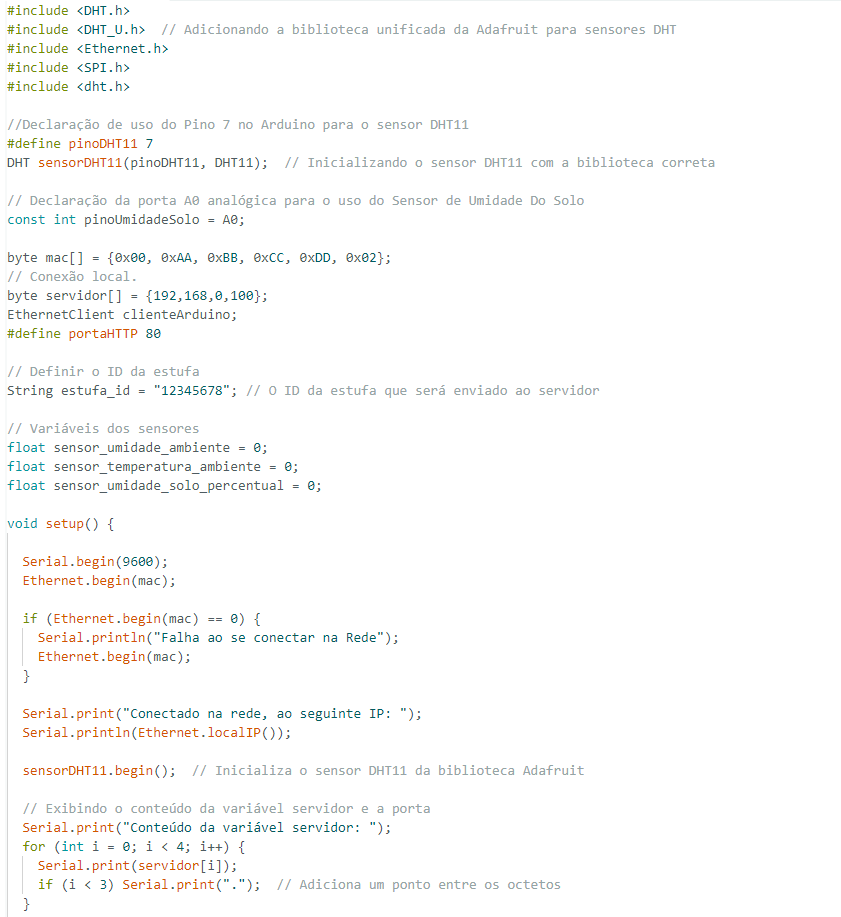 #include <DHT.h>
#include <DHT_U.h>  // Adicionando a biblioteca unificada da Adafruit para sensores DHT
#include <Ethernet.h>
#include <SPI.h>
#include <dht.h>
//Declaração de uso do Pino 7 no Arduino para o sensor DHT11
#define pinoDHT11 7
DHT sensorDHT11(pinoDHT11, DHT11);  // Inicializando o sensor DHT11 com a biblioteca correta
// Declaração da porta A0 analógica para o uso do Sensor de Umidade Do Solo
const int pinoUmidadeSolo = A0;
byte mac[] = {0x00, 0xAA, 0xBB, 0xCC, 0xDD, 0x02};
// Conexão local.
byte servidor[] = {192,168,0,100};
EthernetClient clienteArduino;
#define portaHTTP 80
// Definir o ID da estufa
String estufa_id = "12345678"; // O ID da estufa que será enviado ao servidor
// Variáveis dos sensores
float sensor_umidade_ambiente = 0;
float sensor_temperatura_ambiente = 0;
float sensor_umidade_solo_percentual = 0;
void setup() {
  Serial.begin(9600);
  Ethernet.begin(mac);
  if (Ethernet.begin(mac) == 0) {
    Serial.println("Falha ao se conectar na Rede");
    Ethernet.begin(mac);
  }
  Serial.print("Conectado na rede, ao seguinte IP: ");
  Serial.println(Ethernet.localIP());
  sensorDHT11.begin();  // Inicializa o sensor DHT11 da biblioteca Adafruit
  // Exibindo o conteúdo da variável servidor e a porta
  Serial.print("Conteúdo da variável servidor: ");
  for (int i = 0; i < 4; i++) {
    Serial.print(servidor[i]);
    if (i < 3) Serial.print(".");  // Adiciona um ponto entre os octetos
  }